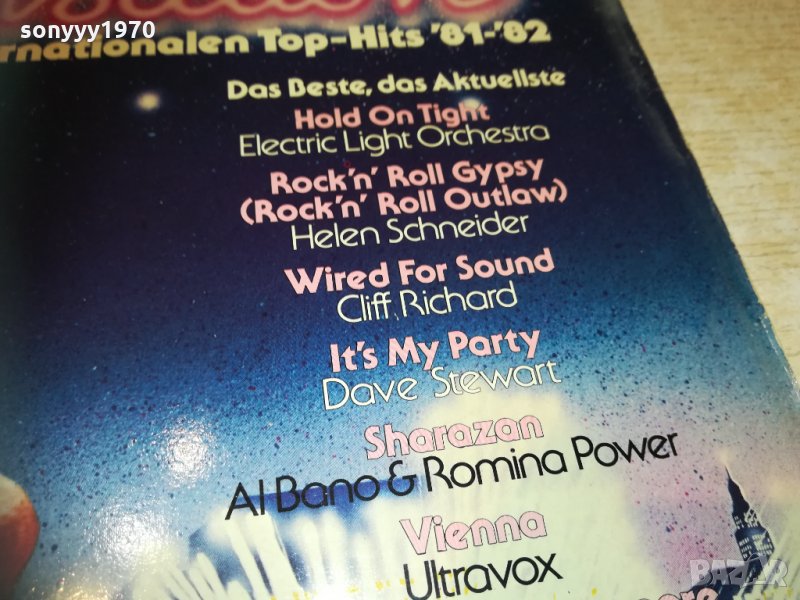 sonyyy1970
rnationalen Top-Hits '81-'82
Das Beste, das Aktuellste
Hold On Tight
Electric Light Orchestra
Rock'n' Roll Gypsy
(Rock'n' Roll Outlaw)
Helen Schneider
Wired For Sound
Cliff Richard
It's My Party
Dave Stewart
Sharazan
Al Bano & Romina Power
Vienna
Ultravox
BAZAR